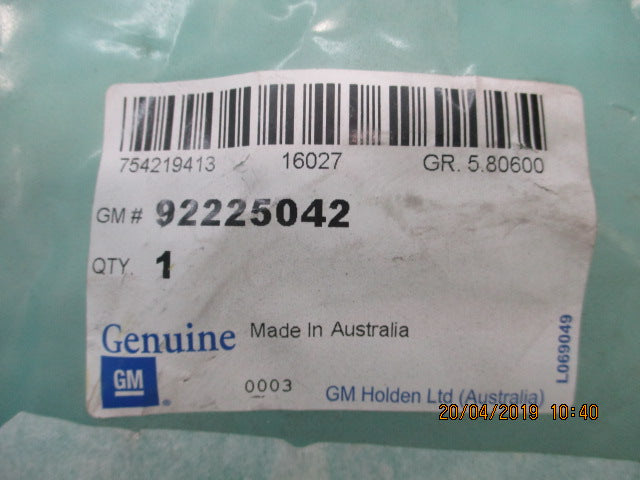 754219413 16027 GR. 5.80600
GM # 92225042
QTY. 1
Genuine Made In Australia
GM ®
0003 GM Holden Ltd (Australia)
L069049
20/04/2019 10:40